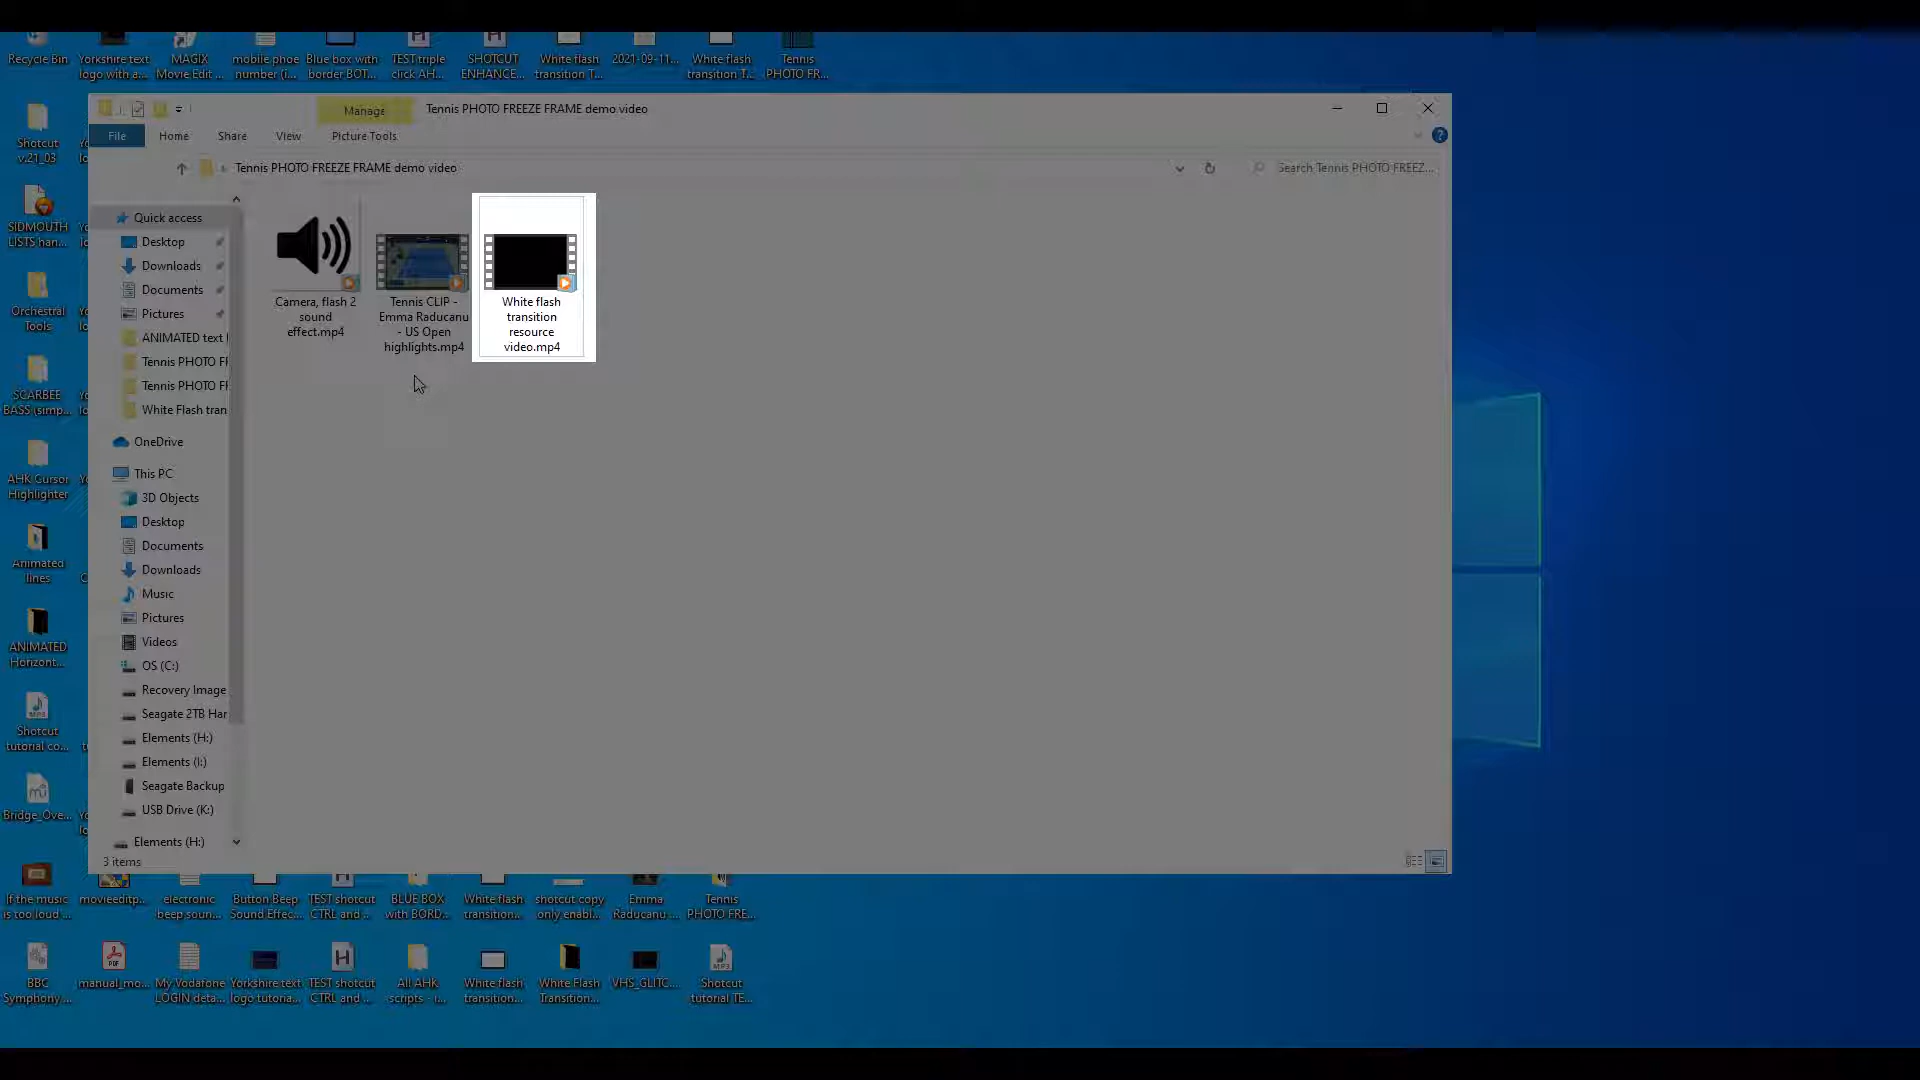 Recycle Bin
Yorkshire text
logo with a...
MAGIX
Movie Edit ...
mobile phoe
number (i...
Blue box with
border BOT...
TEST triple
click AH...
SHOTCUT
ENHANCE...
White flash
transition T...
2021-09-11...
White flash
transition T...
Tennis
PHOTO FR...
Manage
Tennis PHOTO FREEZE FRAME demo video
File
Home
Share
View
Picture Tools
Tennis PHOTO FREEZE FRAME demo video
Search Tennis PHOTO FREEZ...
Shotcut
v.21_03
SIDMOUTH
LISTS han...
Orchestral
Tools
SCARBEE
BASS (simp...
AHK Cursor
Highlighter
Animated
lines
ANIMATED
Horizont...
Shotcut
tutorial co...
Bridge_Ove...
Quick access
Desktop
Downloads
Documents
Pictures
ANIMATED text
Tennis PHOTO FI
Tennis PHOTO FI
White Flash tran
OneDrive
This PC
3D Objects
Desktop
Documents
Downloads
Music
Pictures
Videos
OS (C:)
Recovery Image
Seagate 2TB Har
Elements (H:)
Elements (I:)
Seagate Backup
USB Drive (K:)
Elements (H:)
3 items
Camera, flash 2
sound
effect.mp4
Tennis CLIP -
Emma Raducanu
- US Open
highlights.mp4
White flash
transition
resource
video.mp4
If the music
is too loud ...
movieeditp...
electronic
beep soun...
Button Beep
Sound Effec...
TEST shotcut
CTRL and ...
BLUE BOX
with BORD...
White flash
transition...
shotcut copy
only enabl...
Emma
Raducanu ...
Tennis
PHOTO FRE...
BBC
Symphony...
PDF
manual_mo...
My Vodafone
LOGIN deta...
Yorkshire text
logo tutoria...
TEST shotcut
CTRL and ...
All AHK
scripts - i...
White flash
transition...
White Flash
Transition...
VHS_GLITC...
MP3
Shotcut
tutorial TE...